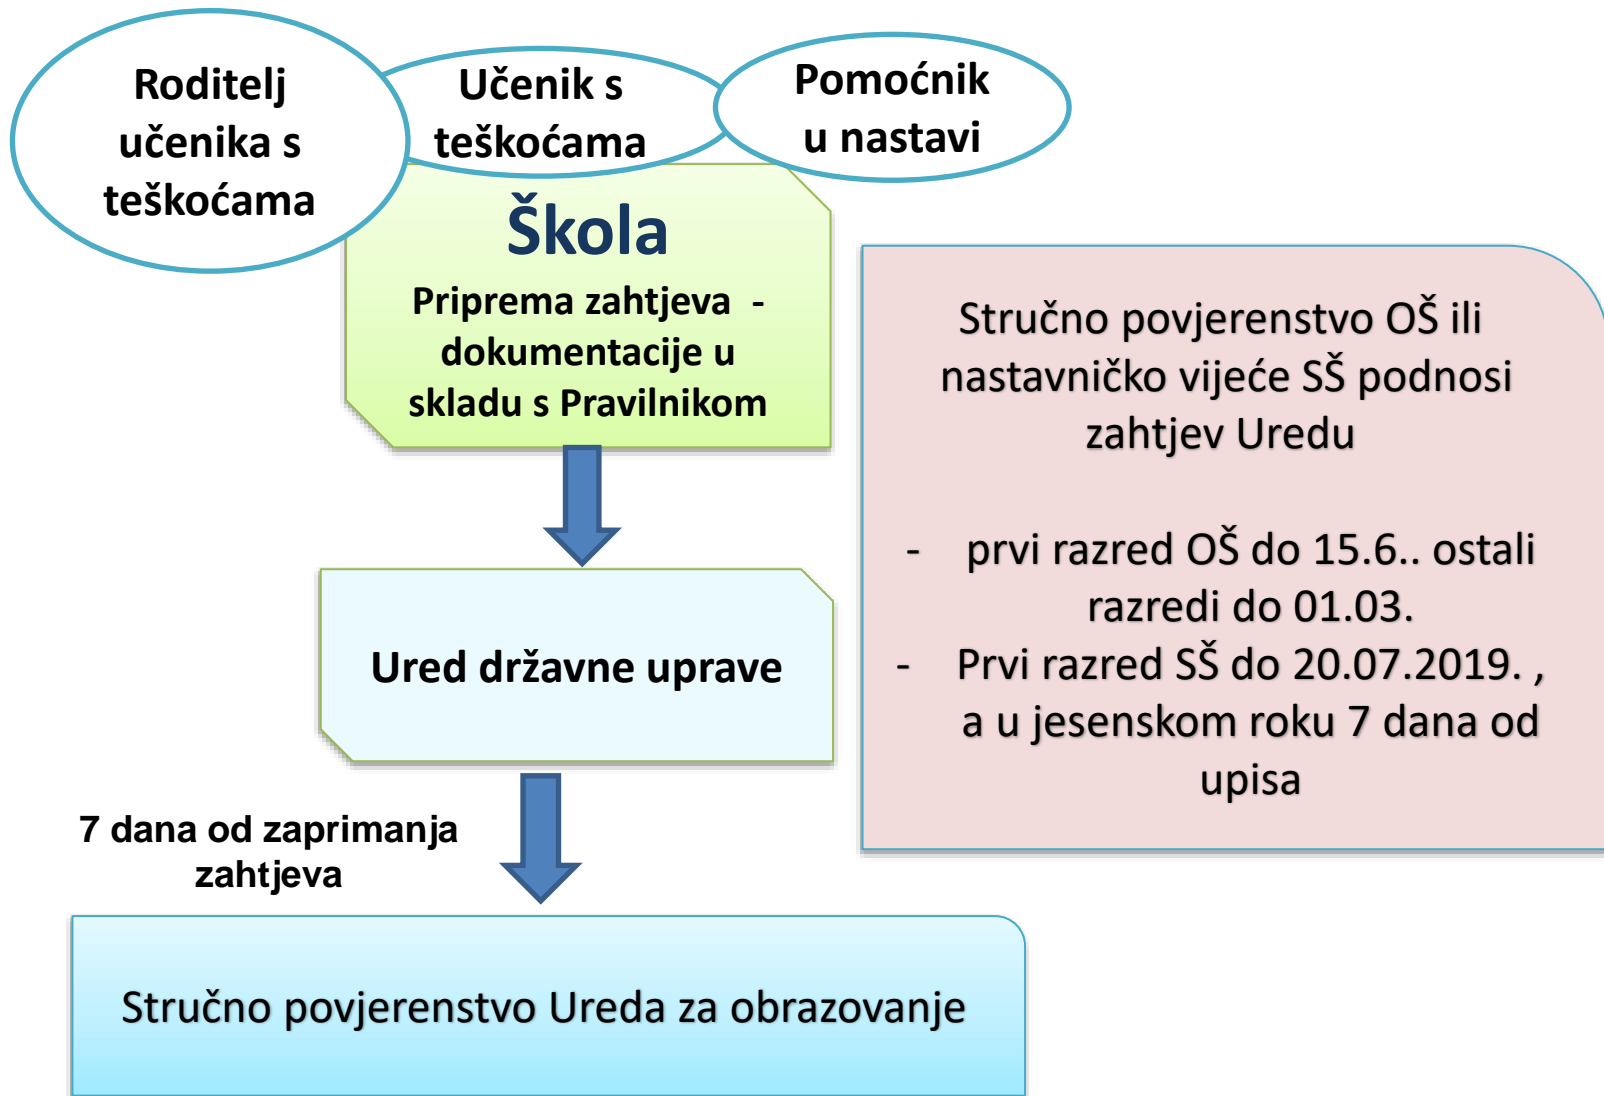 Roditelj
učenika s
teškoćama
Učenik s
teškoćama
Pomoćnik
u nastavi
Škola
Priprema zahtjeva -
dokumentacije u
skladu s Pravilnikom
Stručno povjerenstvo OŠ ili
nastavničko vijeće SŠ podnosi
zahtjev Uredu
- prvi razred OŠ do 15.6.. ostali
razredi do 01.03.
- Prvi razred SŠ do 20.07.2019. ,
a u jesenskom roku 7 dana od
upisa
Ured državne uprave
7 dana od zaprimanja
zahtjeva
Stručno povjerenstvo Ureda za obrazovanje